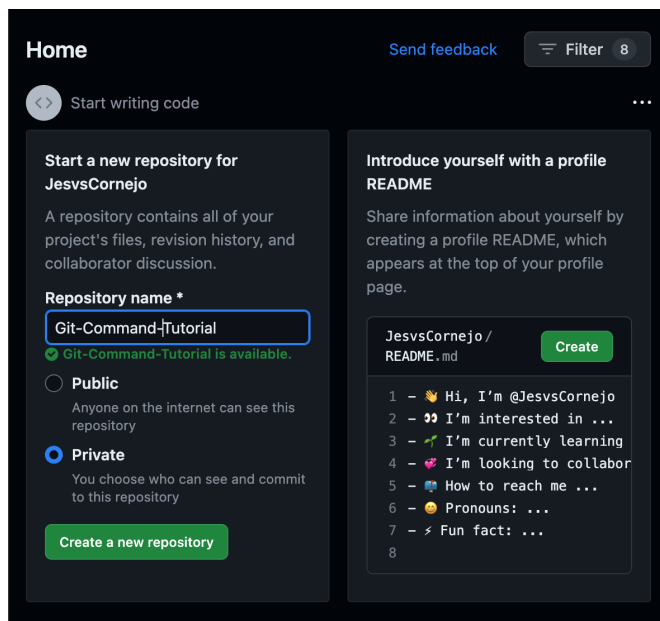 Home
Send feedback
Filter 8
Start writing code
Start a new repository for
JesvsCornejo
A repository contains all of your
project's files, revision history, and
collaborator discussion.
Repository name *
Git-Command-Tutorial
Git-Command-Tutorial is available.
Public
Anyone on the internet can see this
repository
Private
You choose who can see and commit
to this repository
Create a new repository
Introduce yourself with a profile
README
Share information about yourself by
creating a profile README, which
appears at the top of your profile
page.
JesvsCornejo/
README.md
Create
1 - 👋 Hi, I'm @JesvsCornejo
2 - 👀 I'm interested in ...
3 - 🌱 I'm currently learning
4 - 💞️ I'm looking to collabor
5 - 📫 How to reach me ...
6 - 😄 Pronouns: ...
7 - ⚡ Fun fact: ...
8